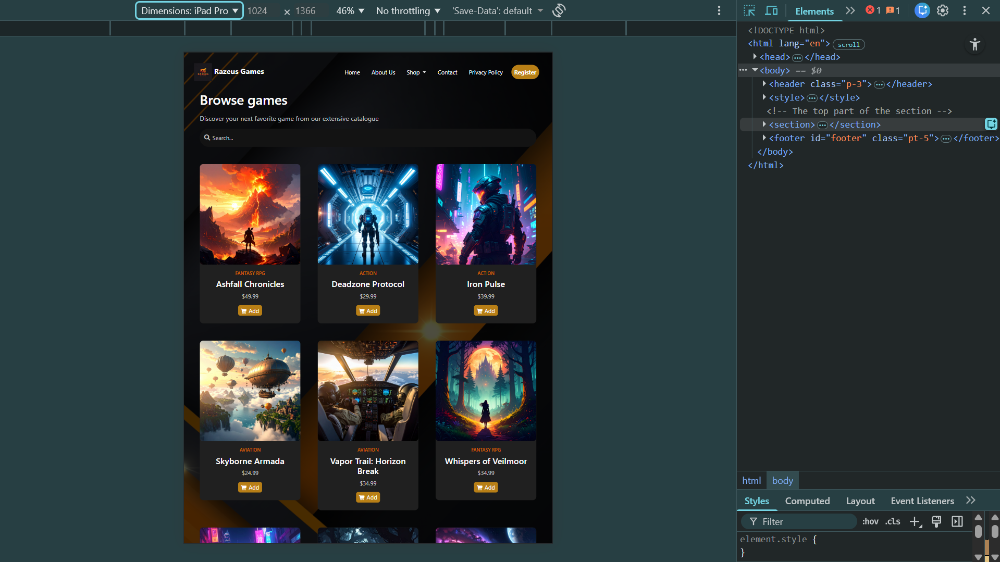 Dimensions: iPad Pro 1024 × 1366 46% No throttling 'Save-Data': default
Elements 1 1
Razeus Games
RAZEUS
Home About Us Shop Contact Privacy Policy Register
Browse games
Discover your next favorite game from our extensive catalogue
Search...
FANTASY RPG
Ashfall Chronicles
$49.99
Add
ACTION
Deadzone Protocol
$29.99
Add
ACTION
Iron Pulse
$39.99
Add
AVIATION
Skyborne Armada
$24.99
Add
AVIATION
Vapor Trail: Horizon
Break
$34.99
Add
FANTASY RPG
Whispers of Veilmoor
$34.99
Add
<!DOCTYPE html>
<html lang="en"> scroll
<head> ••• </head>
••• <body> == $0
<header class="p-3"> ••• </header>
<style> ••• </style>
<!-- The top part of the section -->
<section> ••• </section>
<footer id="footer" class="pt-5"> ••• </footer>
</body>
</html>
html body
Styles Computed Layout Event Listeners
Filter :hov .cls
element.style {
}